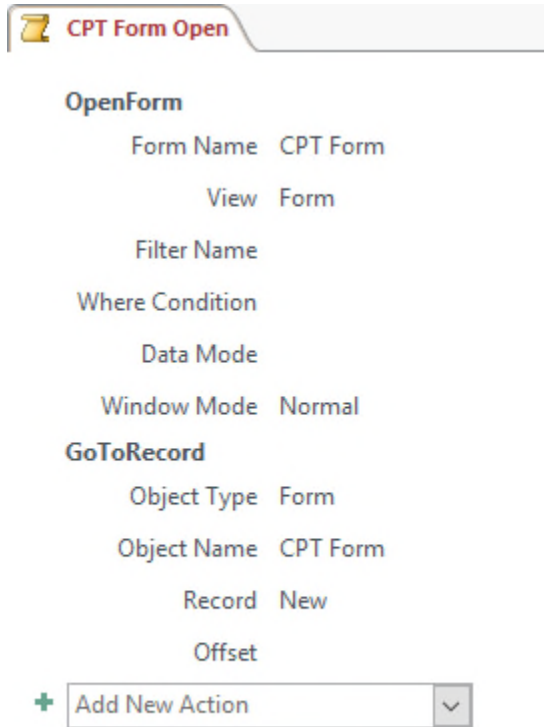 CPT Form Open
OpenForm
Form Name CPT Form
View Form
Filter Name
Where Condition
Data Mode
Window Mode Normal
GoToRecord
Object Type Form
Object Name CPT Form
Record New
Offset
Add New Action